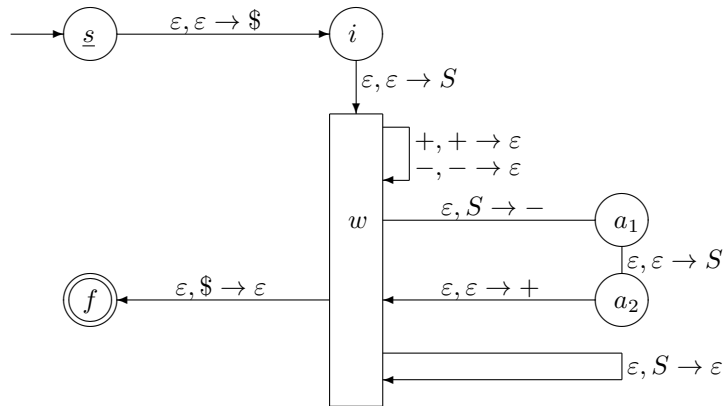 s
ε, ε → $
i
ε, ε → S
+, + → ε
−, − → ε
w
ε, S → −
a₁
ε, ε → S
f
ε, $ → ε
ε, ε → +
a₂
ε, S → ε